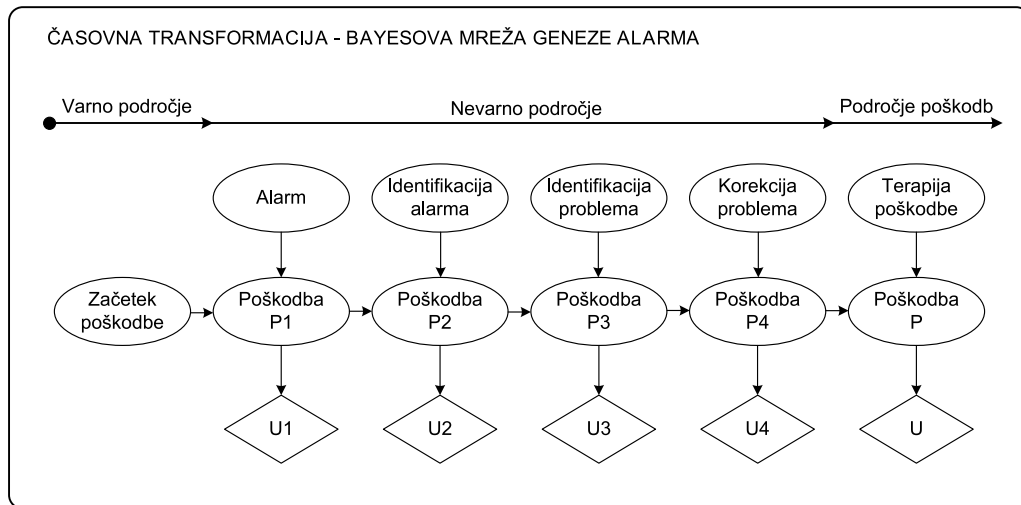 ČASOVNA TRANSFORMACIJA - BAYESOVA MREŽA GENEZE ALARMA
Varno področje
Nevarno področje
Področje poškodb
Alarm
Identifikacija
alarma
Identifikacija
problema
Korekcija
problema
Terapija
poškodbe
Začetek
poškodbe
Poškodba
P1
Poškodba
P2
Poškodba
P3
Poškodba
P4
Poškodba
P
U1
U2
U3
U4
U